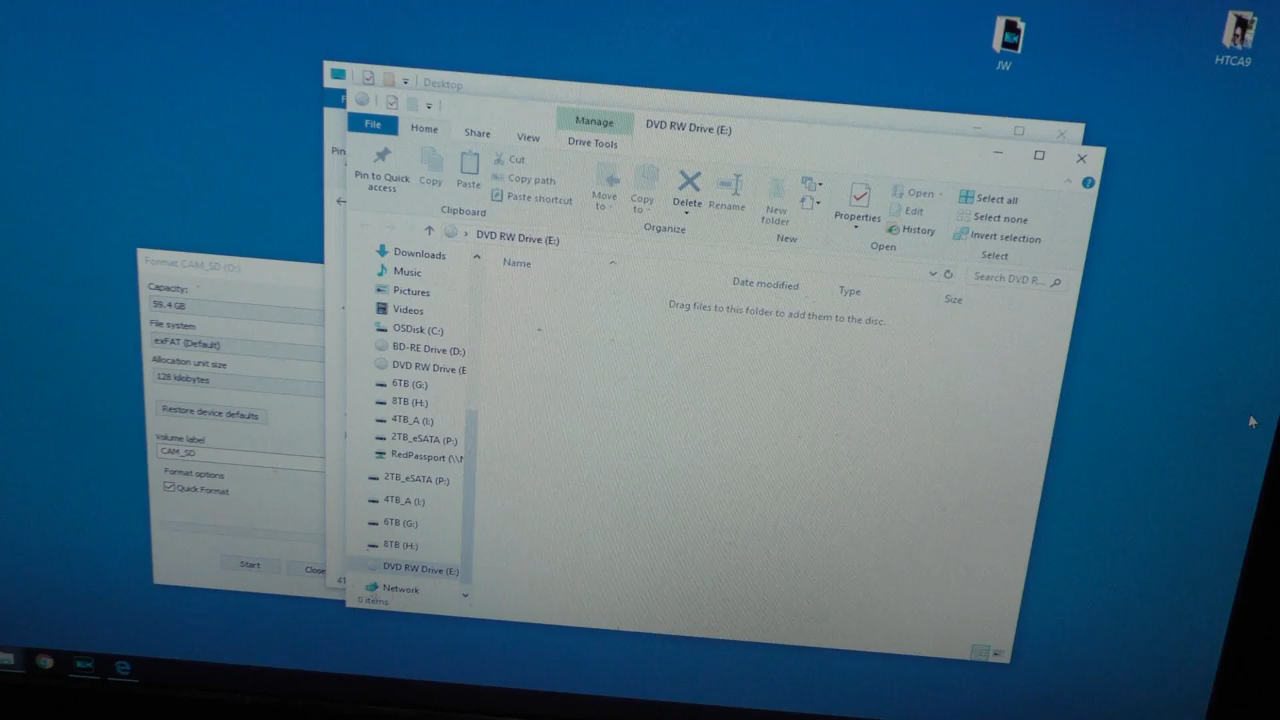 JW
HTCA9
Desktop
DVD RW Drive (E:)
Manage
File
Home
Share
View
Drive Tools
Pin to Quick
access
Copy
Paste
Cut
Copy path
Paste shortcut
Clipboard
Move
to
Copy
to
Delete
Rename
Organize
New
folder
New
Properties
Open
Edit
History
Open
Select all
Select none
Invert selection
Select
Pin
DVD RW Drive (E:)
Search DVD R...
Name
Date modified
Type
Size
Drag files to this folder to add them to the disc.
Downloads
Music
Pictures
Videos
OSDisk (C:)
BD-RE Drive (D:)
DVD RW Drive (E
6TB (G:)
8TB (H:)
4TB_A (I:)
2TB_eSATA (P:)
RedPassport (\\
2TB_eSATA (P:)
4TB_A (I:)
6TB (G:)
8TB (H:)
DVD RW Drive (E:)
Network
0 items
41
Format CAM_SD (D:)
Capacity:
59.4 GB
File system
exFAT (Default)
Allocation unit size
128 kilobytes
Restore device defaults
Volume label
CAM_SD
Format options
Quick Format
Start
Close